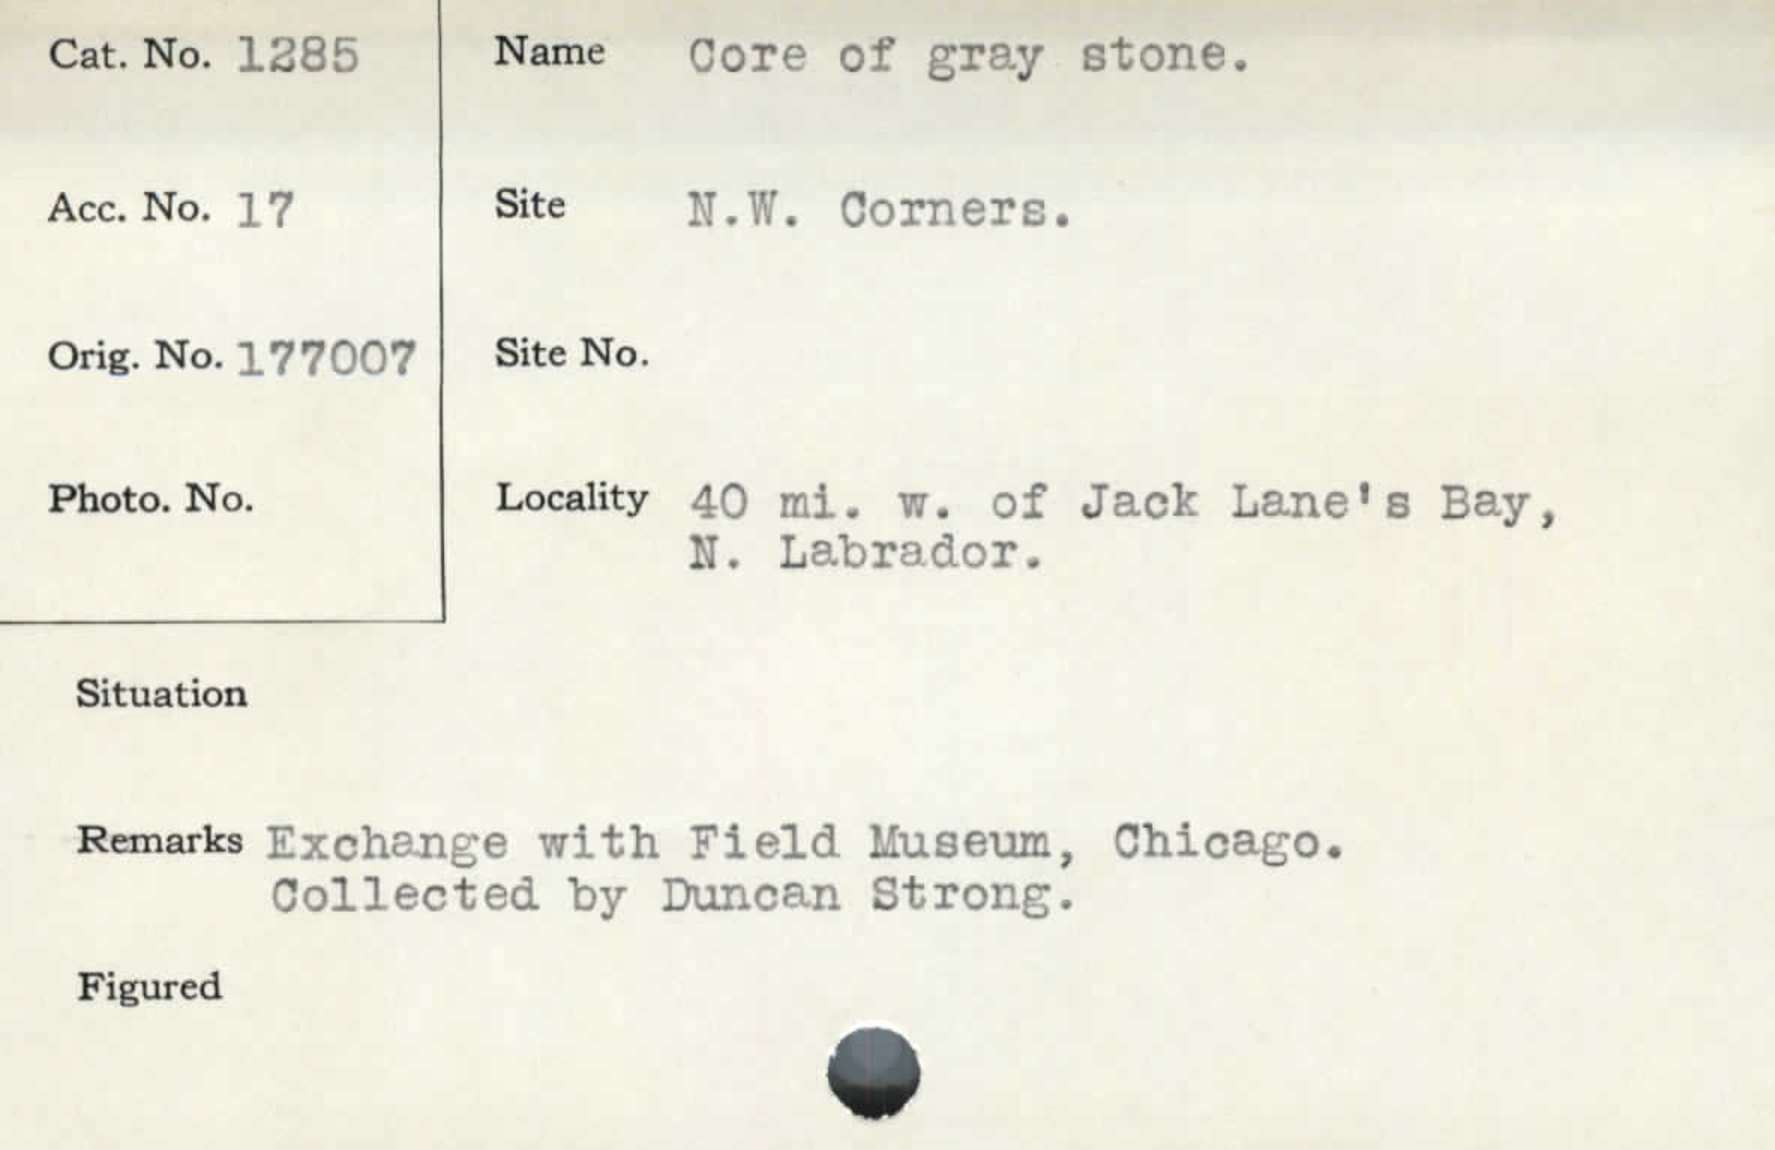 Cat. No. 1285
Name Core of gray stone.
Acc. No. 17
Site N.W. Corners.
Orig. No. 177007
Site No.
Photo. No.
Locality 40 mi. w. of Jack Lane's Bay,
N. Labrador.
Situation
Remarks Exchange with Field Museum, Chicago.
Collected by Duncan Strong.
Figured